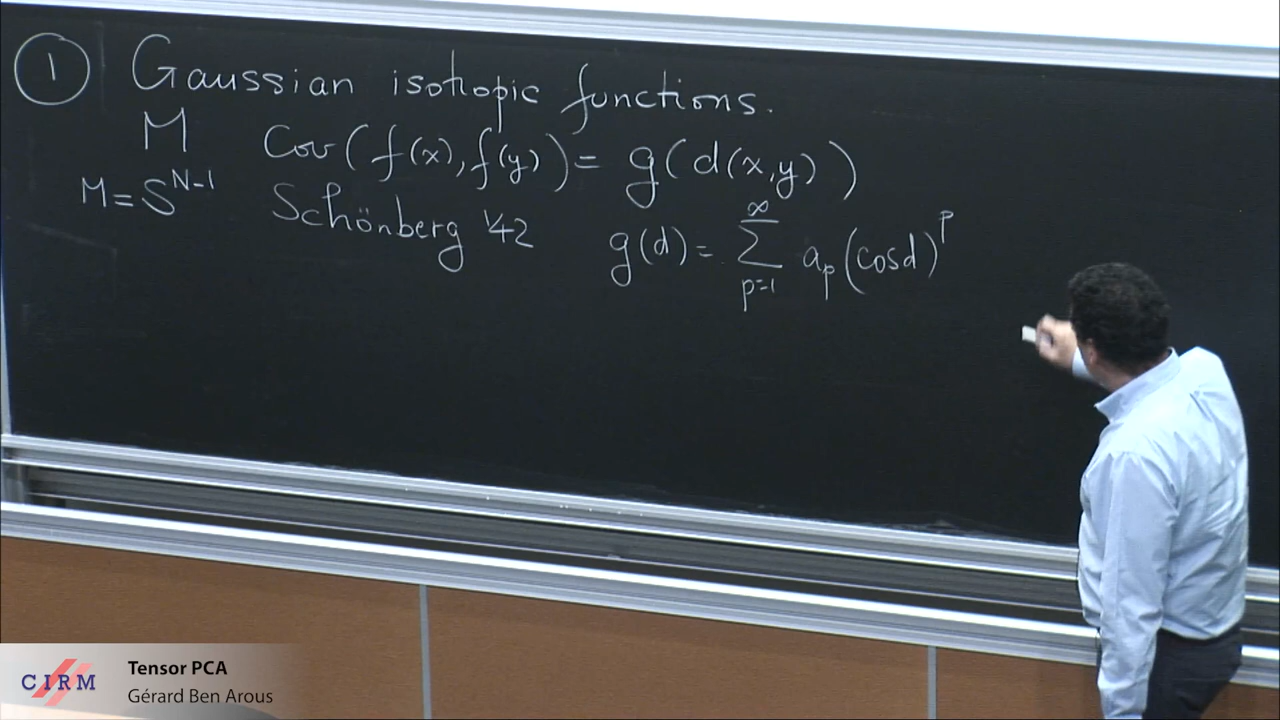 ① Gaussian isotropic functions.
M Cov(f(x), f(y)) = g(d(x,y))
M = S^{N-1} Schönberg '42 g(d) = ∑_{p=1}^{∞} a_p (cos d)^p
CIRM
Tensor PCA
Gérard Ben Arous